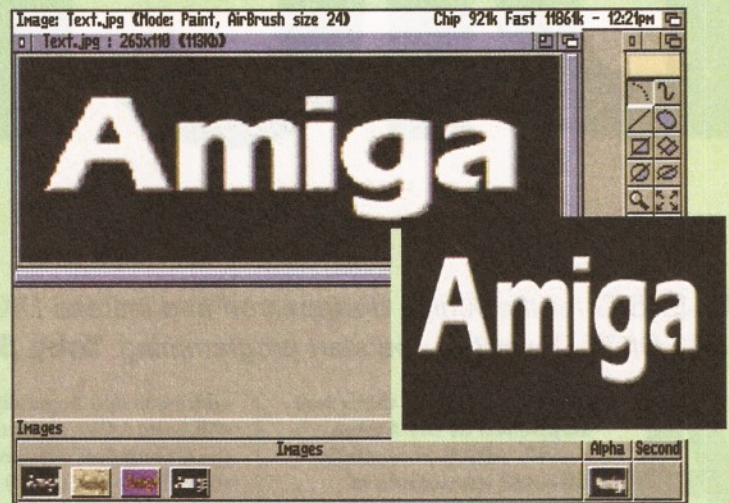 Image: Text.jpg (Mode: Paint, AirBrush size 24) Chip 921k Fast 11861k - 12:21pm
Text.jpg : 265x110 (113Kb)
Amiga
Amiga
Images
Images Alpha Second